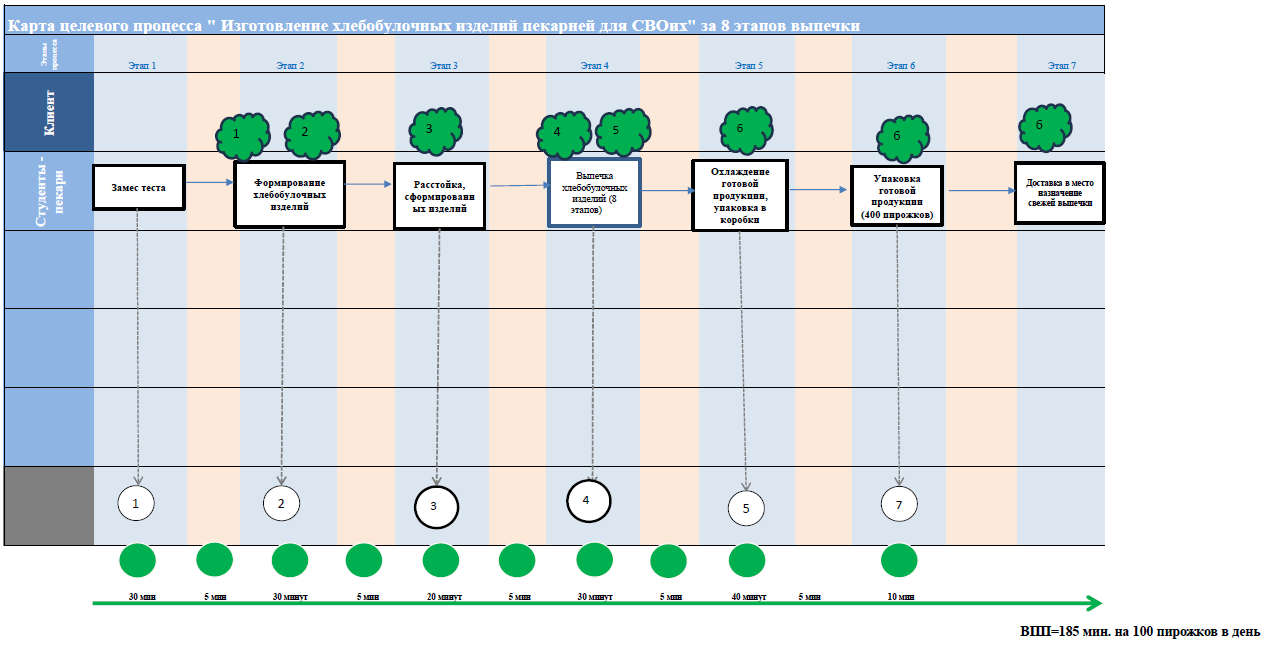 Карта целевого процесса " Изготовление хлебобулочных изделий пекарней для СВОих" за 8 этапов выпечки
Этапы
процесса
Этап 1
Этап 2
Этап 3
Этап 4
Этап 5
Этап 6
Этап 7
Клиент
1
2
3
4
5
6
6
6
Студенты -
пекари
Замес теста
Формирование
хлебобулочных
изделий
Расстойка,
сформированн
ых изделий
Выпечка
хлебобулочных
изделий (8
этапов)
Охлаждение
готовой
продукции,
упаковка в
коробки
Упаковка
готовой
продукции
(400 пирожков)
Доставка в место
назначение
свежей выпечки
1
2
3
4
5
7
30 мин
5 мин
30 минут
5 мин
20 минут
5 мин
30 минут
5 мин
40 минут
5 мин
10 мин
ВПП=185 мин. на 100 пирожков в день